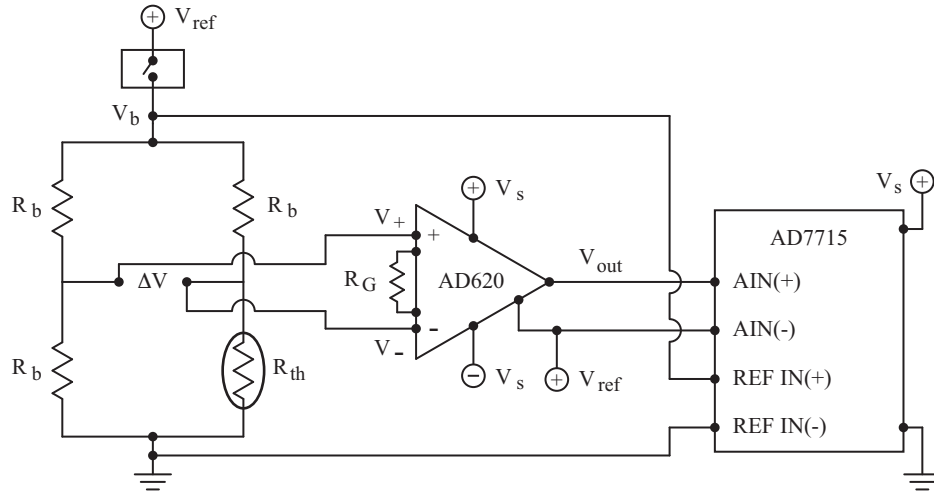 V_ref
V_b
R_b
R_b
R_b
R_th
ΔV
V_+
V_-
+
-
R_G
AD620
V_s
V_s
V_out
V_ref
V_s
AD7715
AIN(+)
AIN(-)
REF IN(+)
REF IN(-)